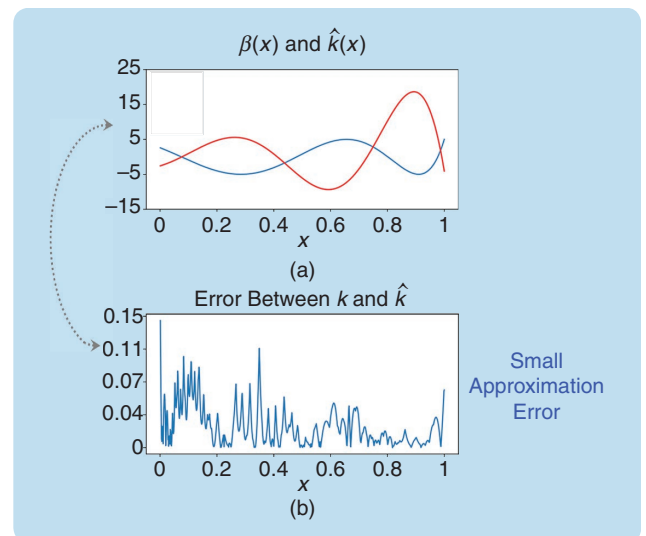 β(x) and k̂(x)
25
15
5
−5
−15
0 0.2 0.4 0.6 0.8 1
x
(a)
Error Between k and k̂
0.15
0.11
0.07
0.04
0
0 0.2 0.4 0.6 0.8 1
x
(b)
Small
Approximation
Error